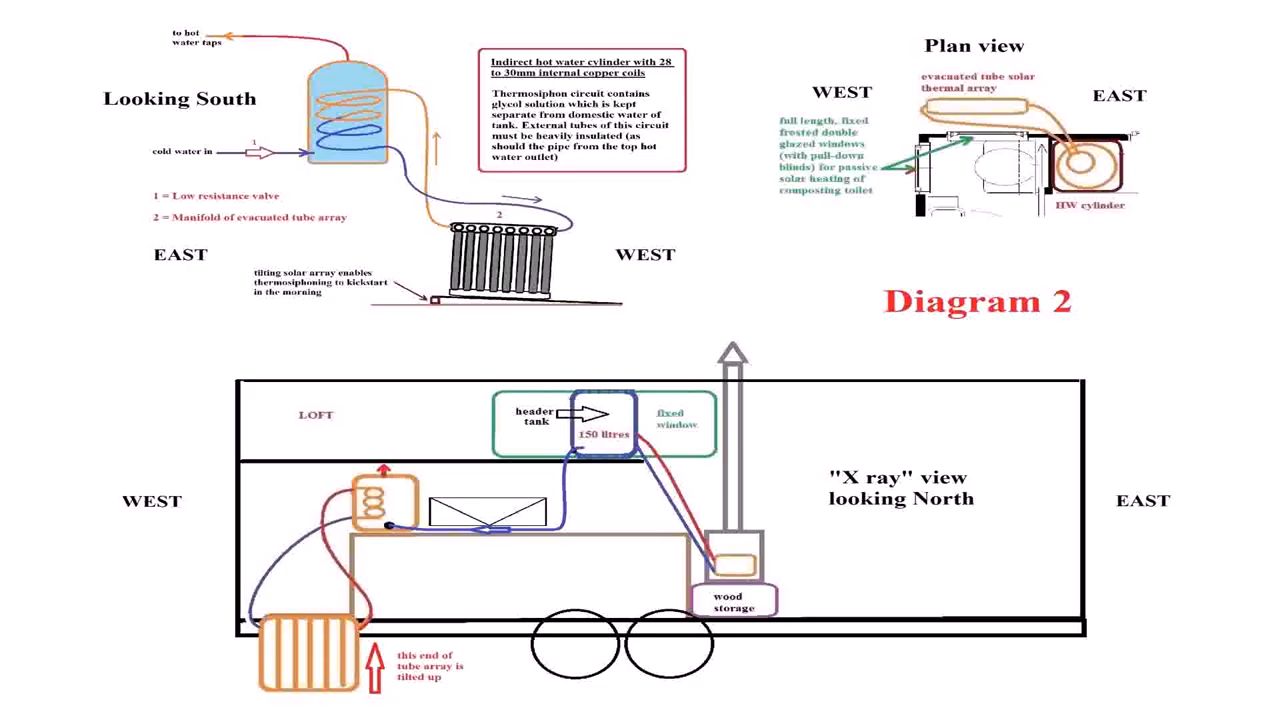 to hot
water taps
Looking South
cold water in
1
Indirect hot water cylinder with 28
to 30mm internal copper coils
Thermosiphon circuit contains
glycol solution which is kept
separate from domestic water of
tank. External tubes of this circuit
must be heavily insulated (as
should the pipe from the top hot
water outlet)
1 = Low resistance valve
2 = Manifold of evacuated tube array
2
EAST
WEST
tilting solar array enables
thermosiphoning to kickstart
in the morning
Plan view
evacuated tube solar
thermal array
WEST
EAST
full length, fixed
frosted double
glazed windows
(with pull-down
blinds) for passive
solar heating of
composting toilet
HW cylinder
Diagram 2
LOFT
header
tank
150 litres
fixed
window
"X ray" view
looking North
WEST
EAST
wood
storage
this end of
tube array is
tilted up